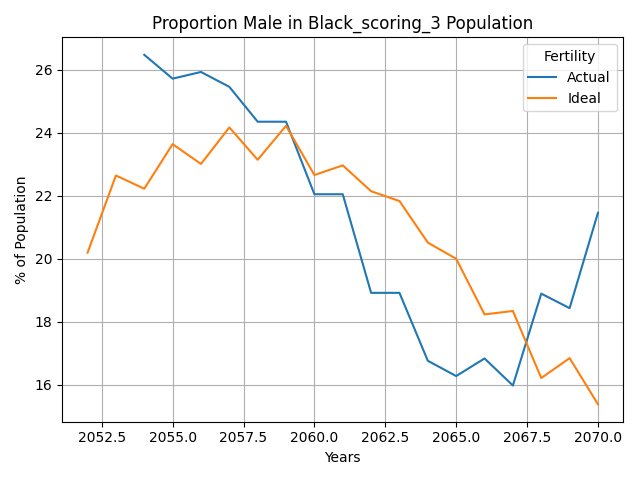 Proportion Male in Black_scoring_3 Population
Fertility
Actual
Ideal
26
24
22
20
18
16
% of Population
2052.5 2055.0 2057.5 2060.0 2062.5 2065.0 2067.5 2070.0
Years